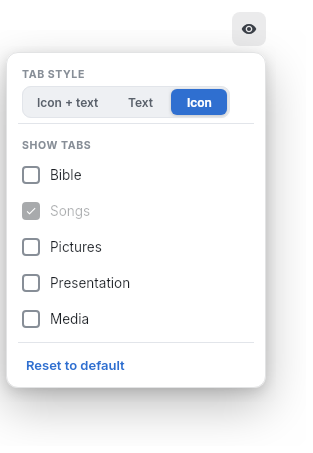 TAB STYLE
Icon + text Text Icon
SHOW TABS
Bible
Songs
Pictures
Presentation
Media
Reset to default